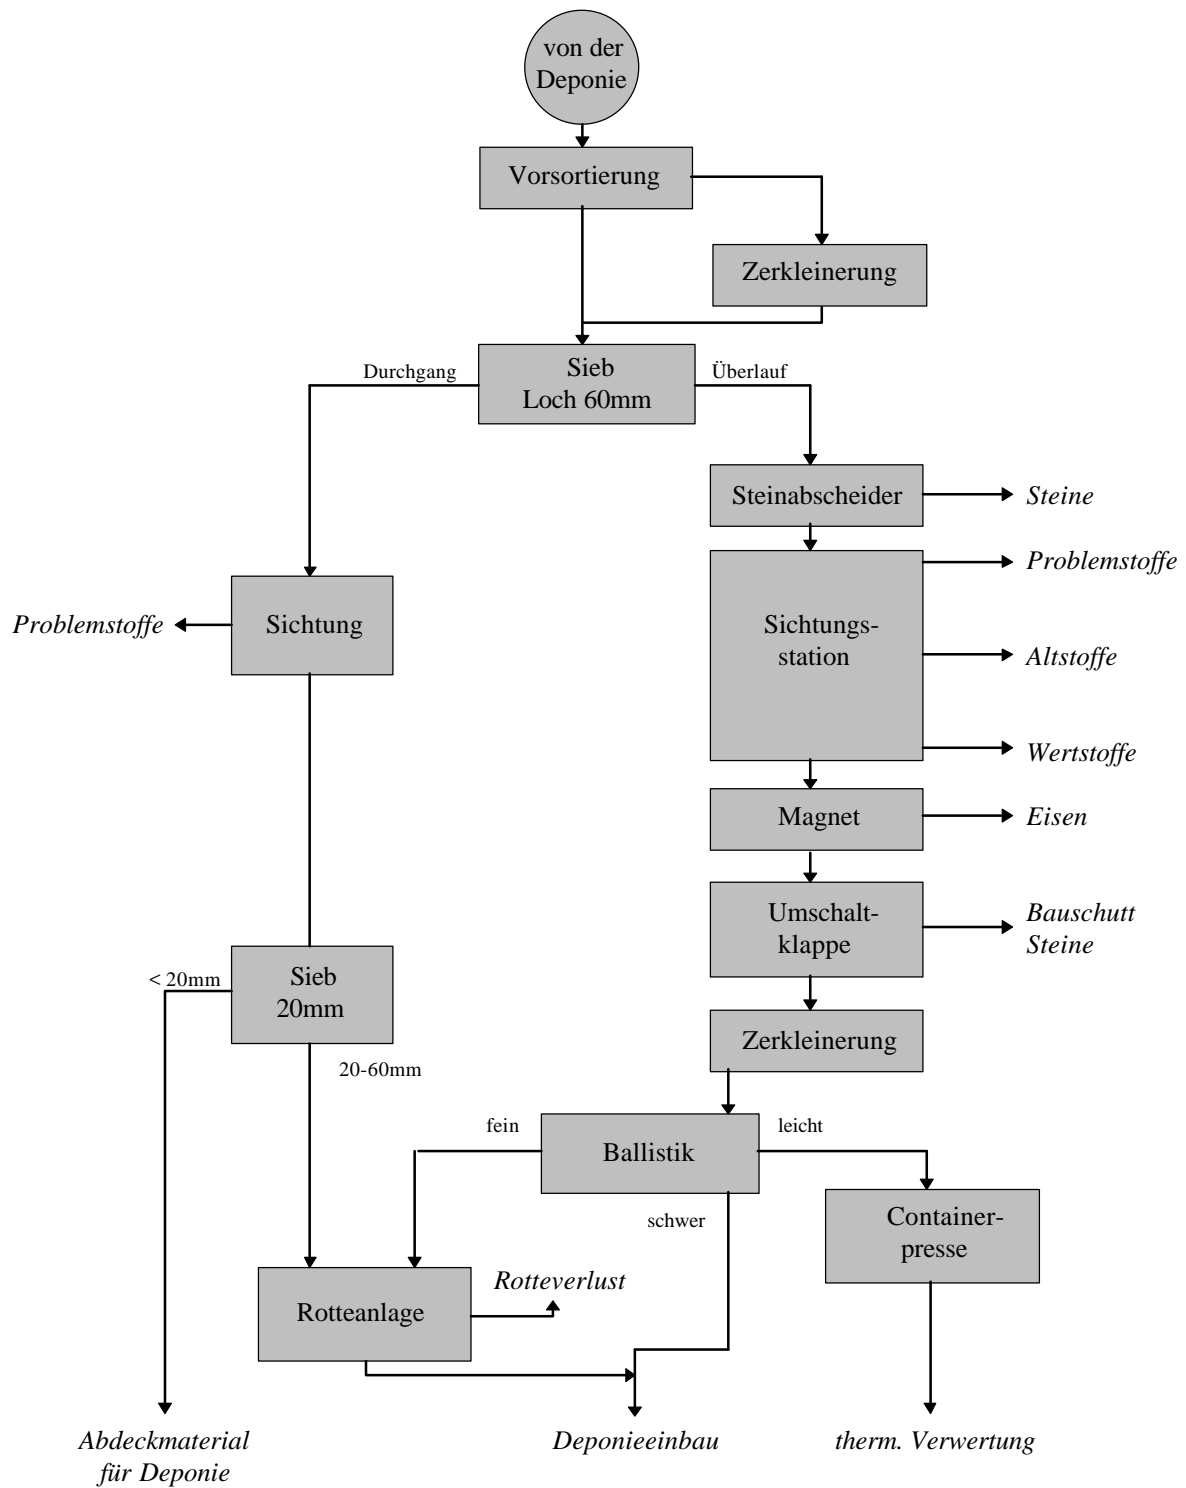 von der
Deponie
Vorsortierung
Zerkleinerung
Sieb
Loch 60mm
Durchgang
Überlauf
Steinabscheider
Steine
Problemstoffe
Sichtungs-
station
Altstoffe
Wertstoffe
Sichtung
Problemstoffe
Magnet
Eisen
Umschalt-
klappe
Bauschutt
Steine
Sieb
20mm
< 20mm
20-60mm
Zerkleinerung
fein
Ballistik
leicht
schwer
Container-
presse
Rotteanlage
Rotteverlust
Abdeckmaterial
für Deponie
Deponieeinbau
therm. Verwertung